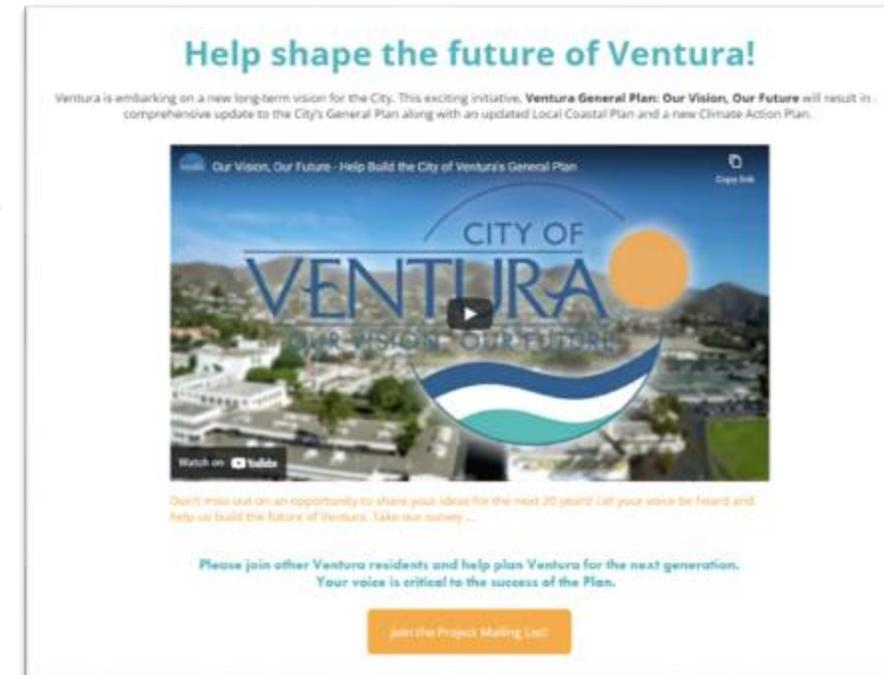 Help shape the future of Ventura!
Ventura is embarking on a new long-term vision for the City. This exciting initiative, Ventura General Plan: Our Vision, Our Future will result in
comprehensive update to the City's General Plan along with an updated Local Coastal Plan and a new Climate Action Plan.
Our Vision, Our Future - Help Build the City of Ventura's General Plan
Copy link
CITY OF
VENTURA
OUR VISION, OUR FUTURE
Watch on YouTube
Don't miss out on an opportunity to share your ideas for the next 20 years! Let your voice be heard and
help us build the future of Ventura. Take our survey ...
Please join other Ventura residents and help plan Ventura for the next generation.
Your voice is critical to the success of the Plan.
Join the Project Mailing List!